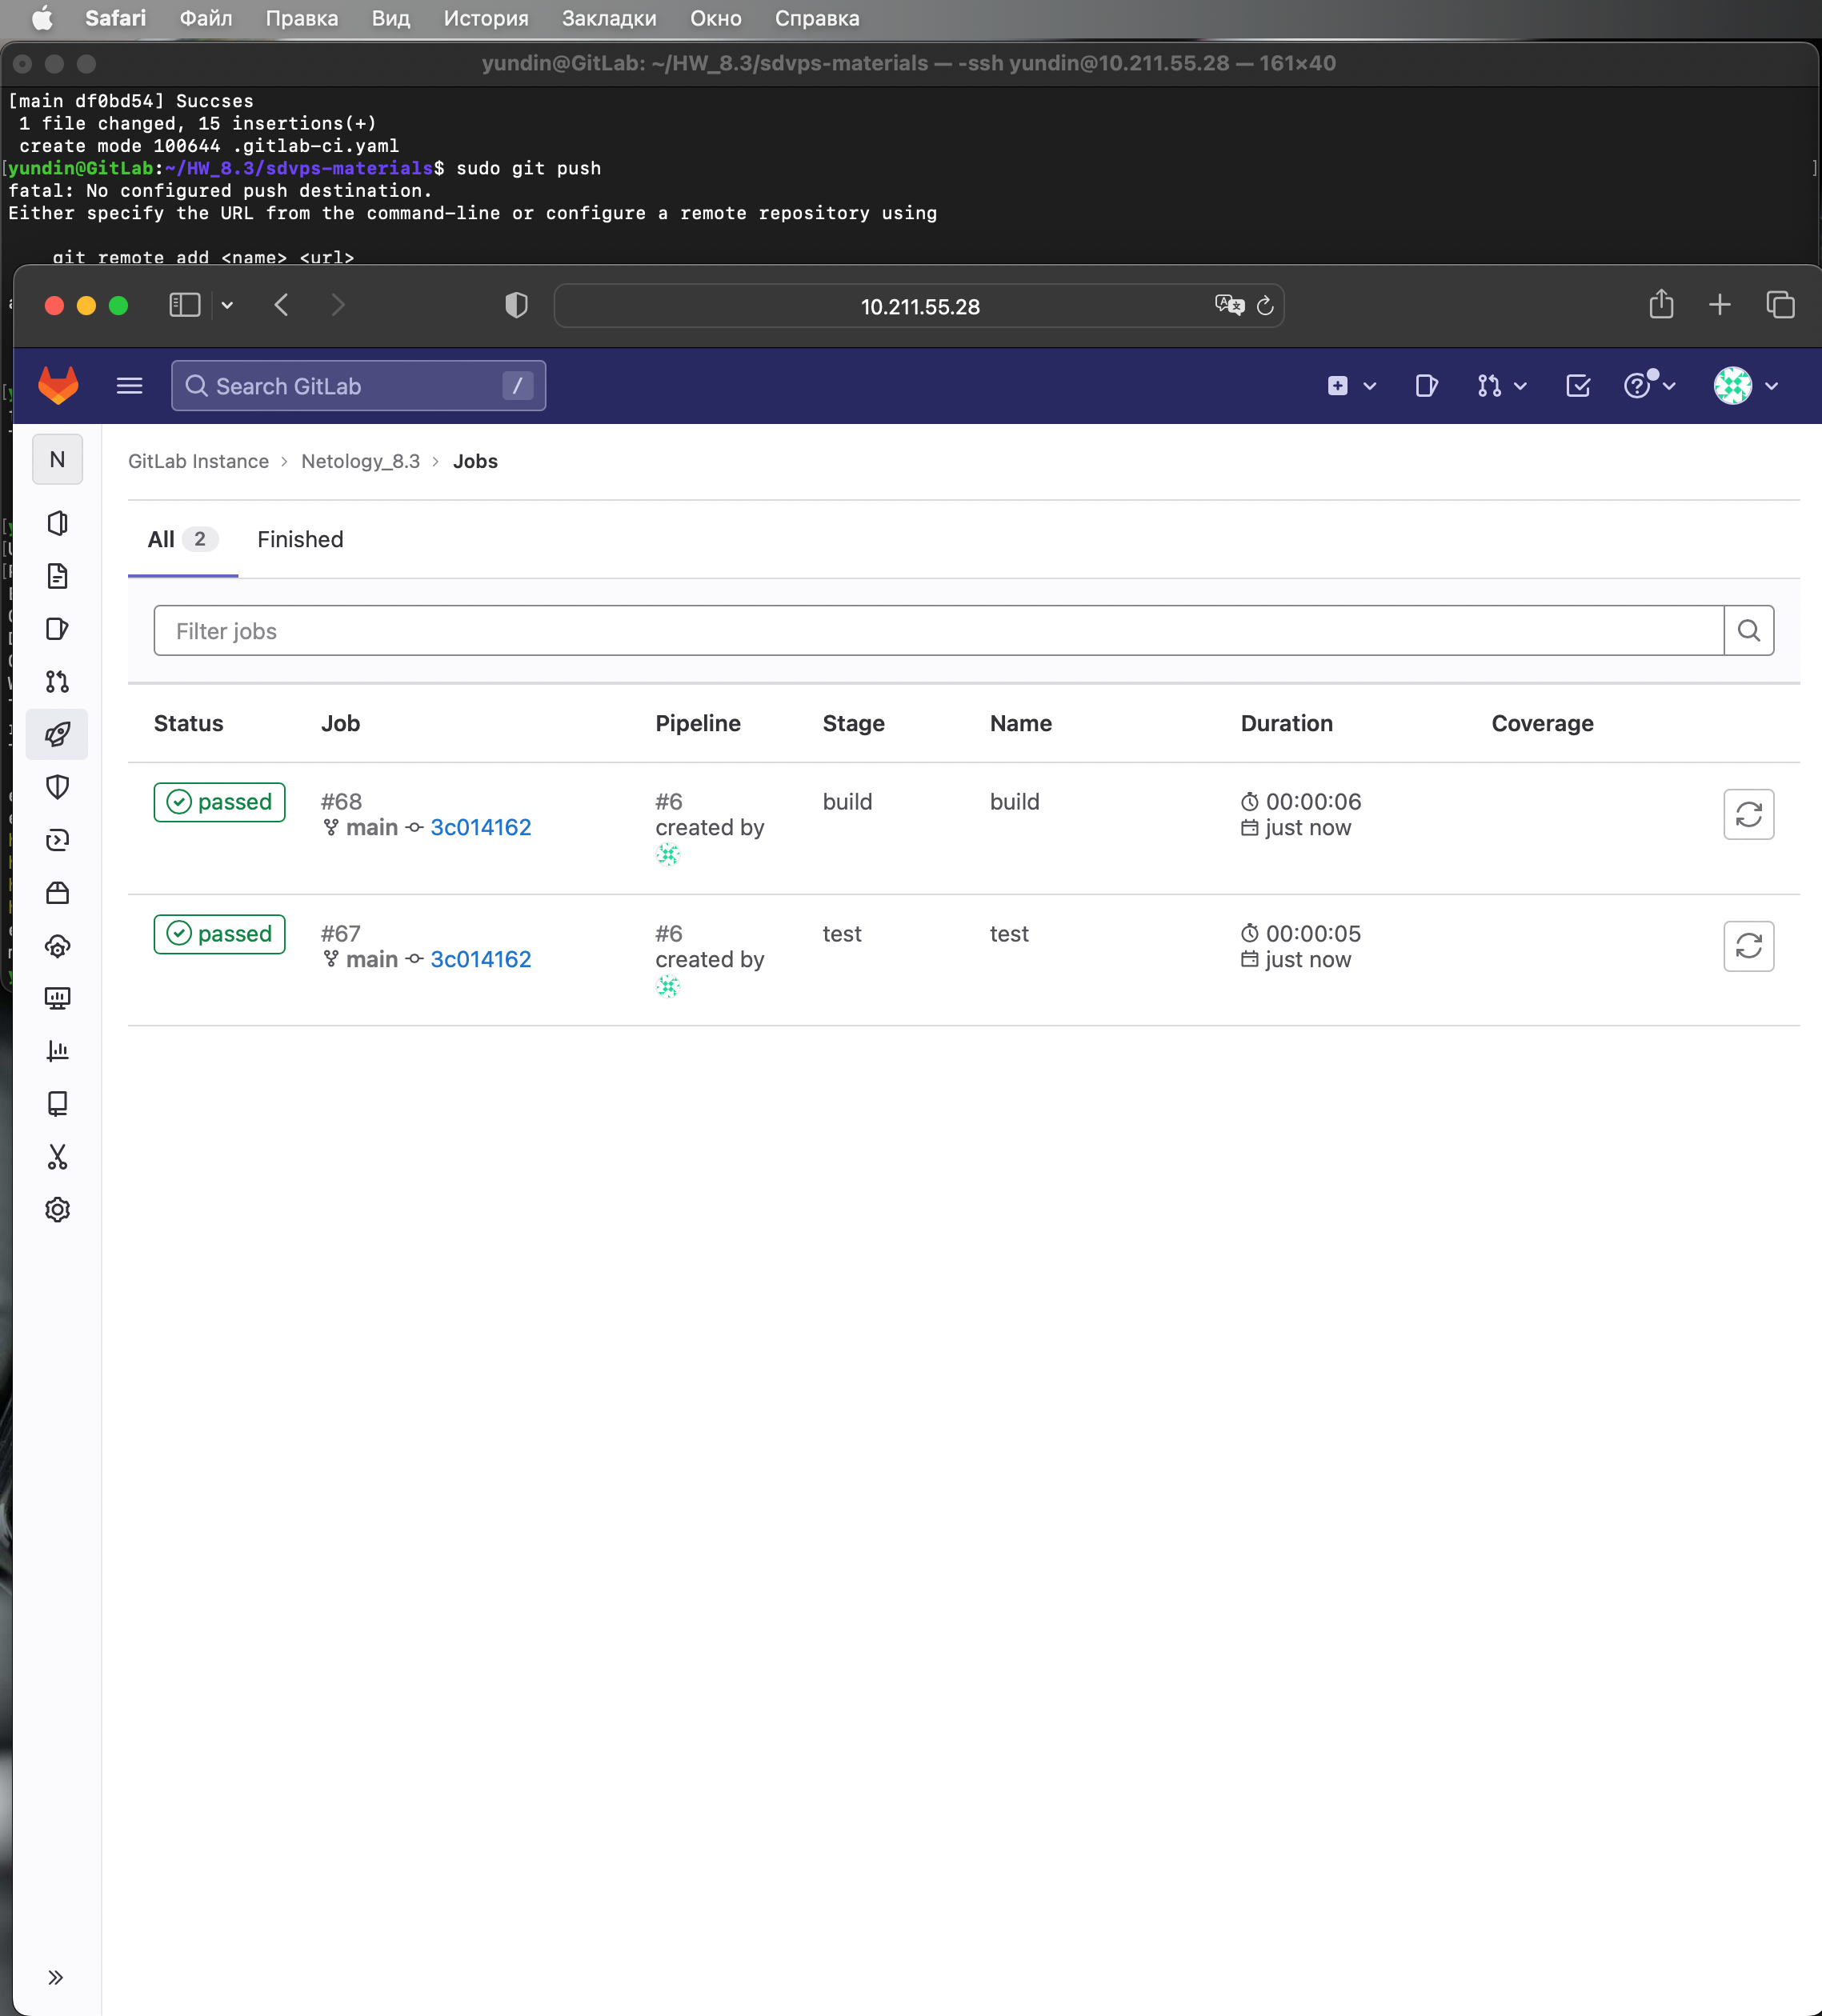 Safari Файл Правка Вид История Закладки Окно Справка
yundin@GitLab: ~/HW_8.3/sdvps-materials — -ssh yundin@10.211.55.28 — 161×40
[main df0bd54] Succses
1 file changed, 15 insertions(+)
create mode 100644 .gitlab-ci.yaml
[yundin@GitLab:~/HW_8.3/sdvps-materials$ sudo git push ]
fatal: No configured push destination.
Either specify the URL from the command-line or configure a remote repository using
git remote add <name> <url>
10.211.55.28
Search GitLab /
N
GitLab Instance › Netology_8.3 › Jobs
All 2 Finished
Filter jobs
Status Job Pipeline Stage Name Duration Coverage
passed #68 #6 build build 00:00:06
main 3c014162 created by just now
passed #67 #6 test test 00:00:05
main 3c014162 created by just now